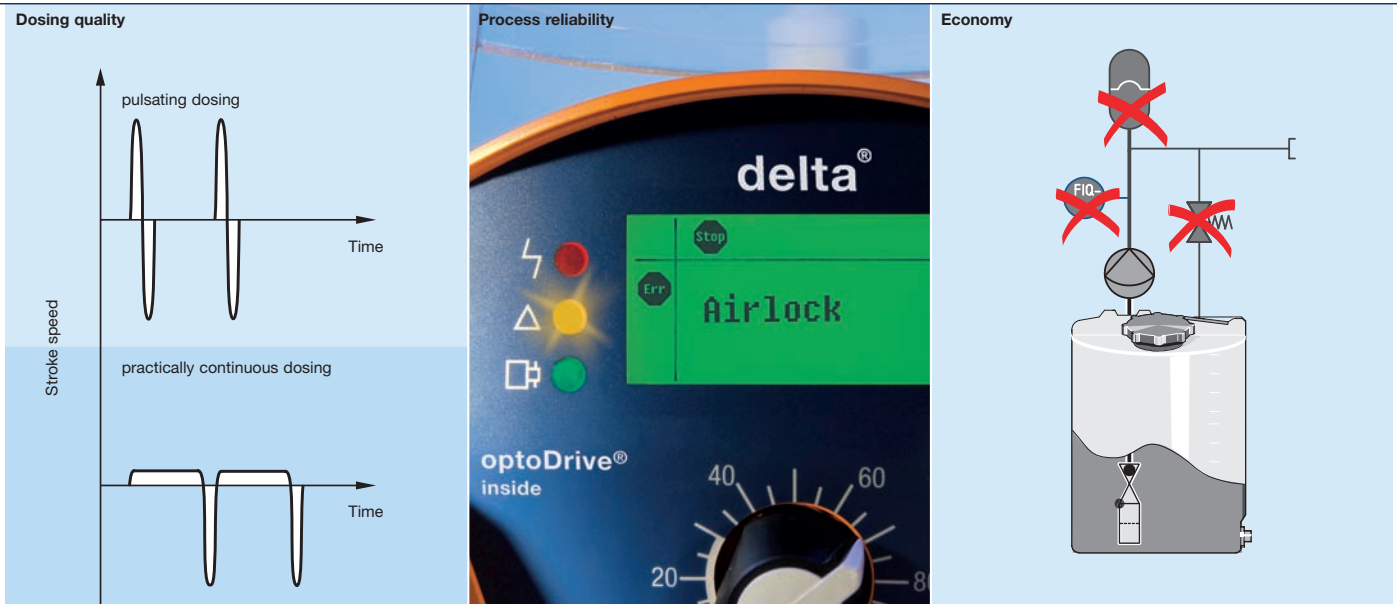 Dosing quality
pulsating dosing
Time
Stroke speed
practically continuous dosing
Time
Process reliability
delta®
Stop
Err
Airlock
optoDrive®
inside
40
60
20
80
Economy
FIQ-